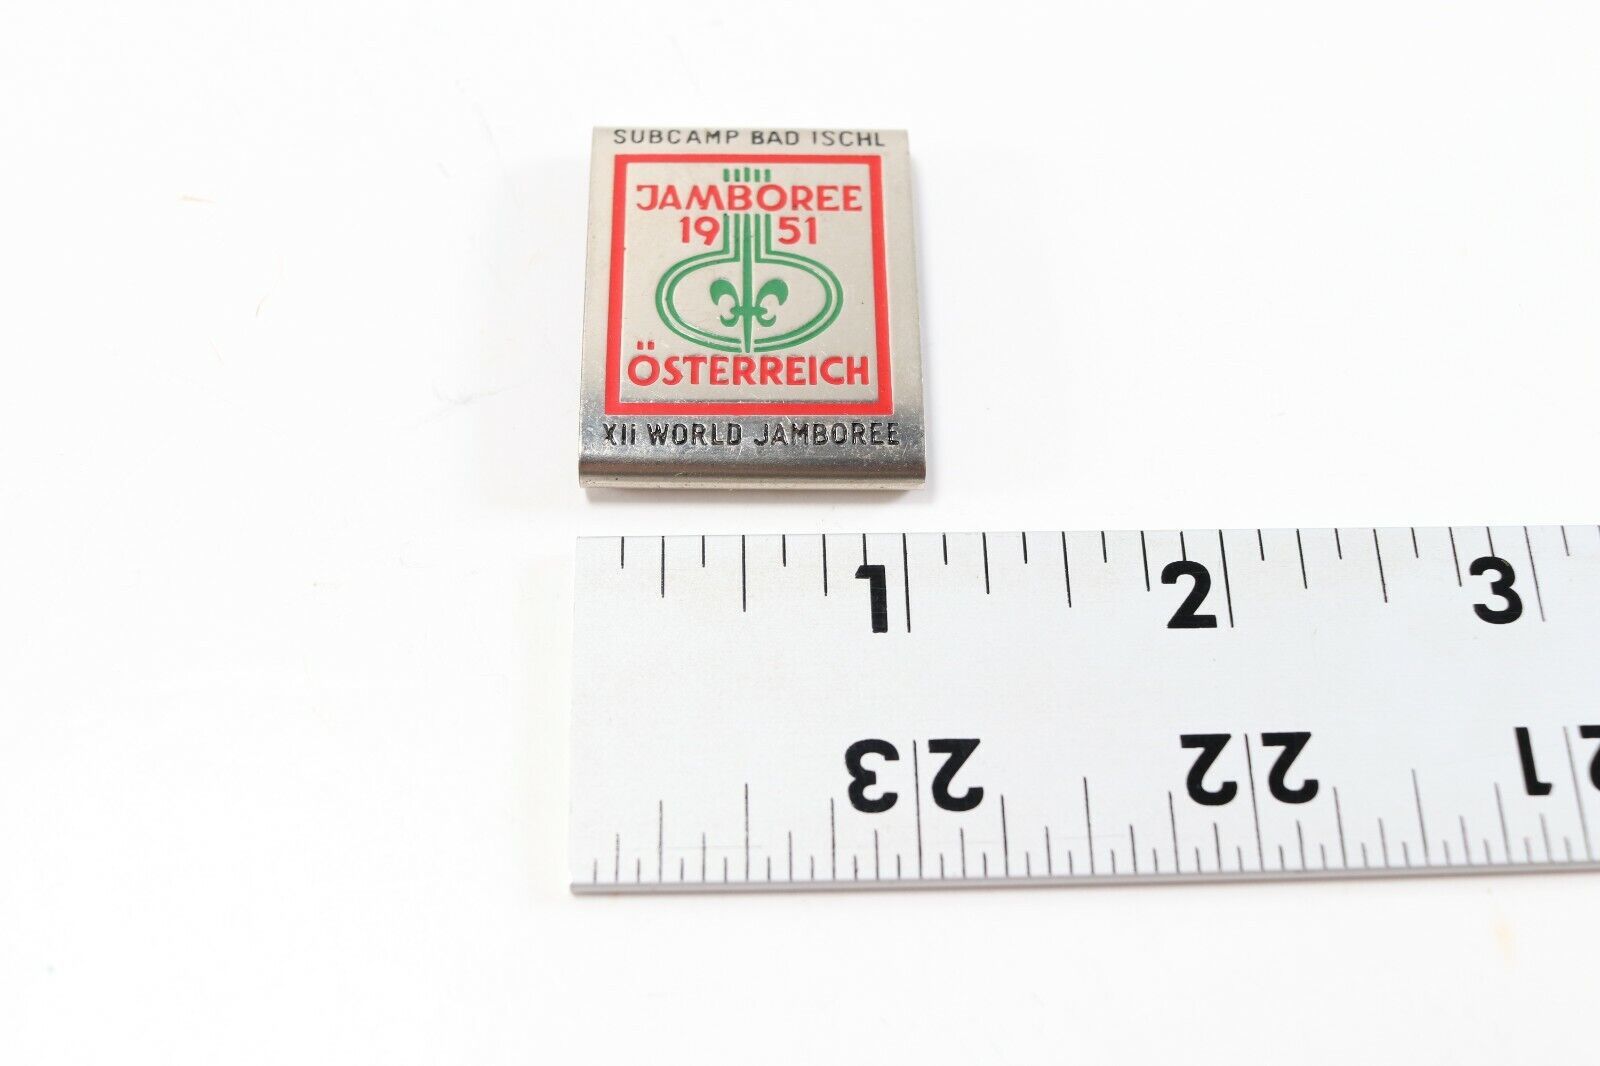 SUBCAMP BAD ISCHL
JAMBOREE
19 51
ÖSTERREICH
XII WORLD JAMBOREE
1 2 3
23 22 21